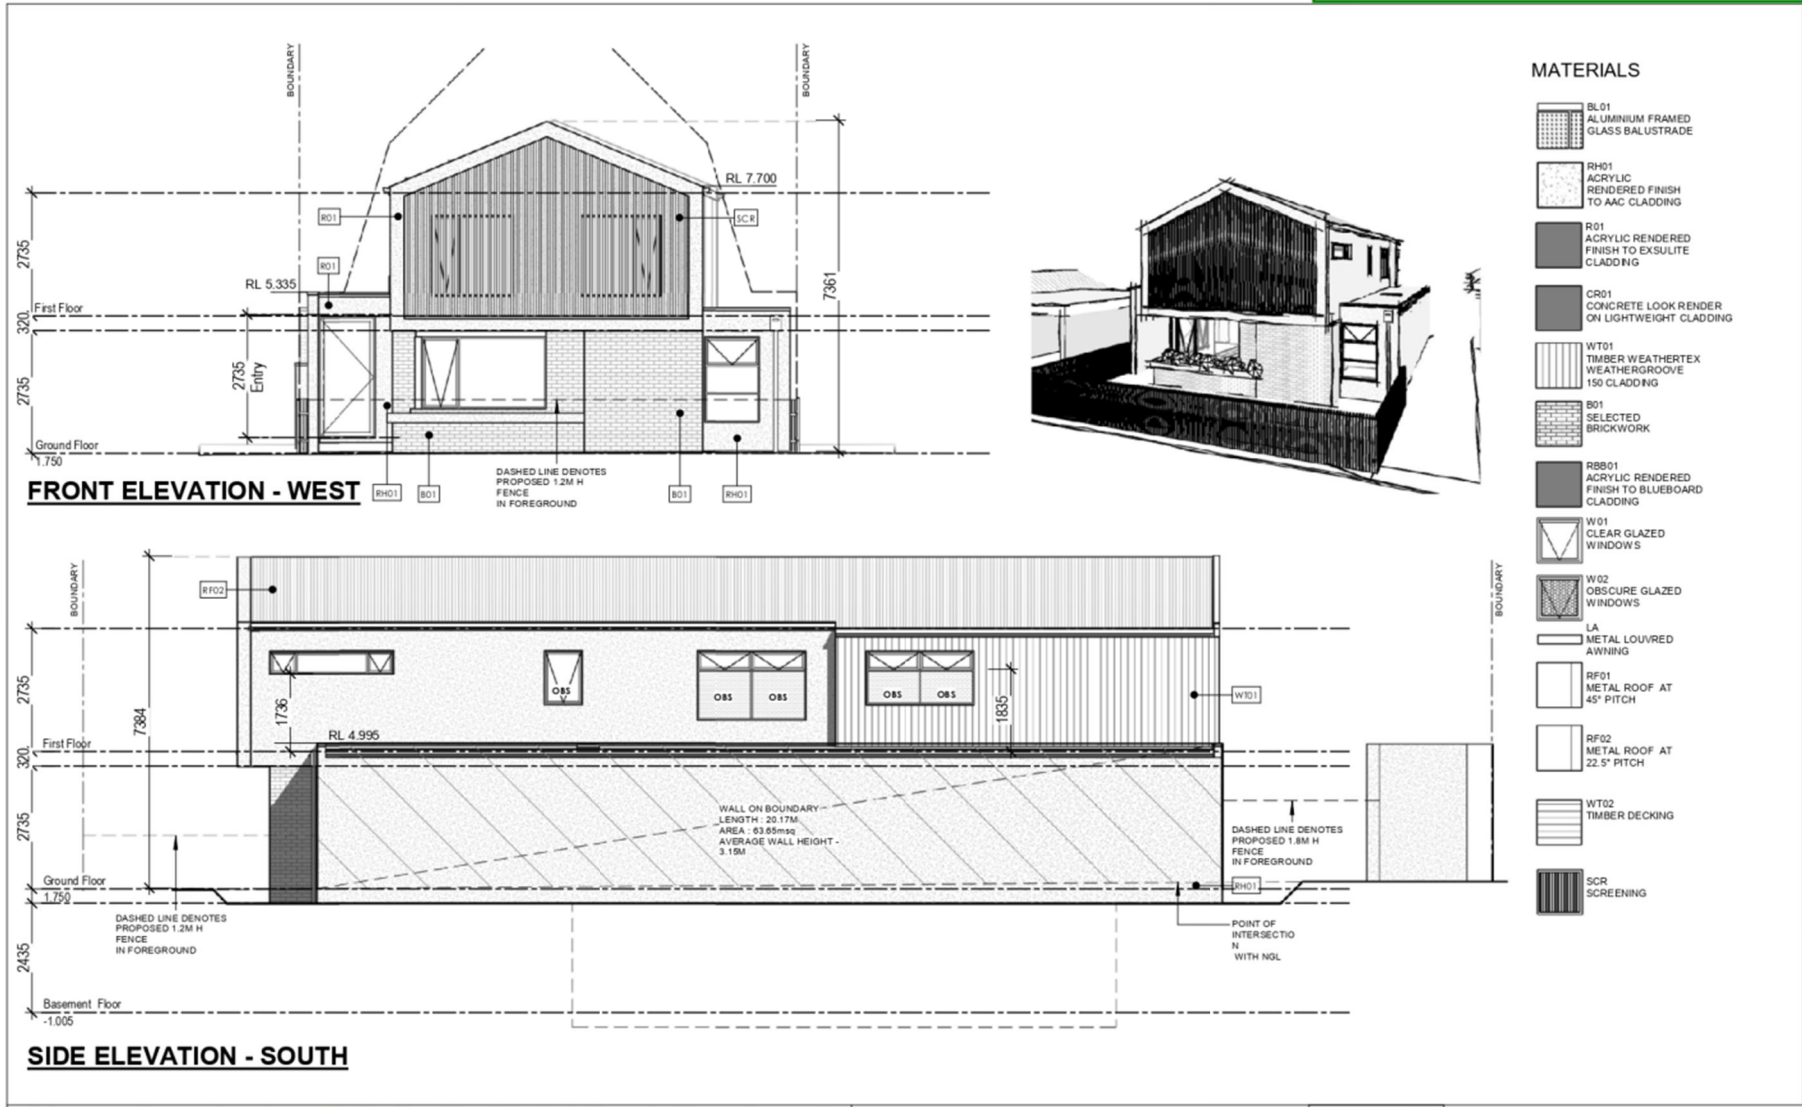 BOUNDARY
BOUNDARY
RL 7.700
R01
SCR
2735
R01
RL 5.335
7361
First Floor
320
2735
Entry
2735
Ground Floor
1.750
DASHED LINE DENOTES
PROPOSED 1.2M H
FENCE
IN FOREGROUND
FRONT ELEVATION - WEST
RH01
B01
B01
RH01
BOUNDARY
BOUNDARY
RF02
2735
7384
OBS
OBS
OBS
OBS
OBS
1736
1835
WT01
RL 4.995
First Floor
320
2735
WALL ON BOUNDARY
LENGTH : 20.17M
AREA : 63.65msq
AVERAGE WALL HEIGHT -
3.15M
DASHED LINE DENOTES
PROPOSED 1.8M H
FENCE
IN FOREGROUND
RH01
Ground Floor
1.750
DASHED LINE DENOTES
PROPOSED 1.2M H
FENCE
IN FOREGROUND
POINT OF
INTERSECTIO
N
WITH NGL
2435
Basement Floor
-1.005
SIDE ELEVATION - SOUTH
MATERIALS
BL01
ALUMINIUM FRAMED
GLASS BALUSTRADE
RH01
ACRYLIC
RENDERED FINISH
TO AAC CLADDING
R01
ACRYLIC RENDERED
FINISH TO EXSULITE
CLADDING
CR01
CONCRETE LOOK RENDER
ON LIGHTWEIGHT CLADDING
WT01
TIMBER WEATHERTEX
WEATHERGROOVE
150 CLADDING
B01
SELECTED
BRICKWORK
RBB01
ACRYLIC RENDERED
FINISH TO BLUEBOARD
CLADDING
W01
CLEAR GLAZED
WINDOWS
W02
OBSCURE GLAZED
WINDOWS
LA
METAL LOUVRED
AWNING
RF01
METAL ROOF AT
45° PITCH
RF02
METAL ROOF AT
22.5° PITCH
WT02
TIMBER DECKING
SCR
SCREENING